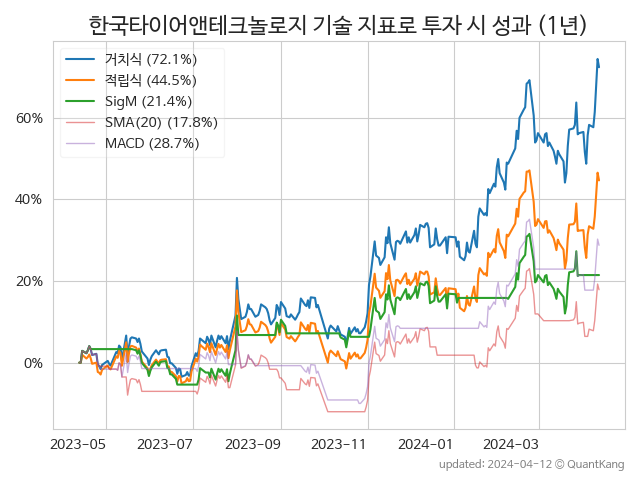 한국타이어앤테크놀로지 기술 지표로 투자 시 성과 (1년)
거치식 (72.1%)
적립식 (44.5%)
SigM (21.4%)
SMA(20) (17.8%)
MACD (28.7%)
60%
40%
20%
0%
2023-05 2023-07 2023-09 2023-11 2024-01 2024-03
updated: 2024-04-12 © QuantKang